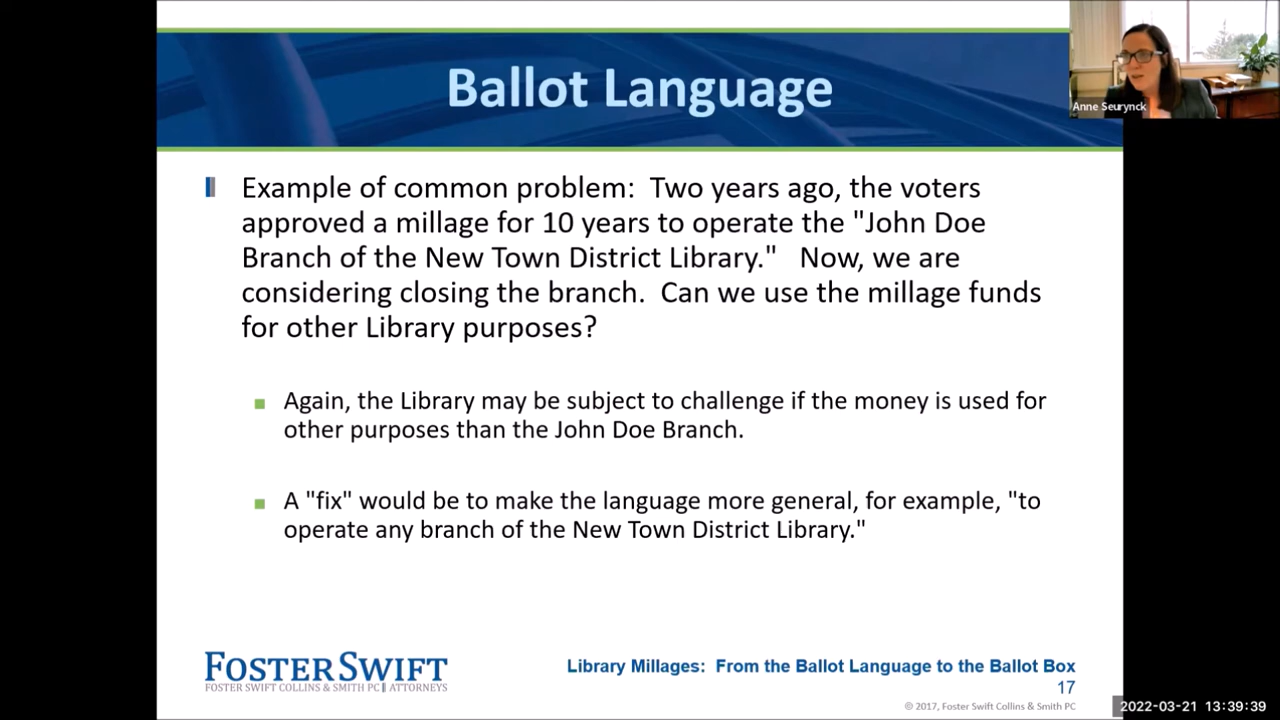 Ballot Language
Anne Seurynck
Example of common problem: Two years ago, the voters
approved a millage for 10 years to operate the "John Doe
Branch of the New Town District Library." Now, we are
considering closing the branch. Can we use the millage funds
for other Library purposes?
Again, the Library may be subject to challenge if the money is used for
other purposes than the John Doe Branch.
A "fix" would be to make the language more general, for example, "to
operate any branch of the New Town District Library."
FOSTER SWIFT
FOSTER SWIFT COLLINS & SMITH PC || ATTORNEYS
Library Millages: From the Ballot Language to the Ballot Box
17
© 2017, Foster Swift Collins & Smith PC
2022-03-21 13:39:39